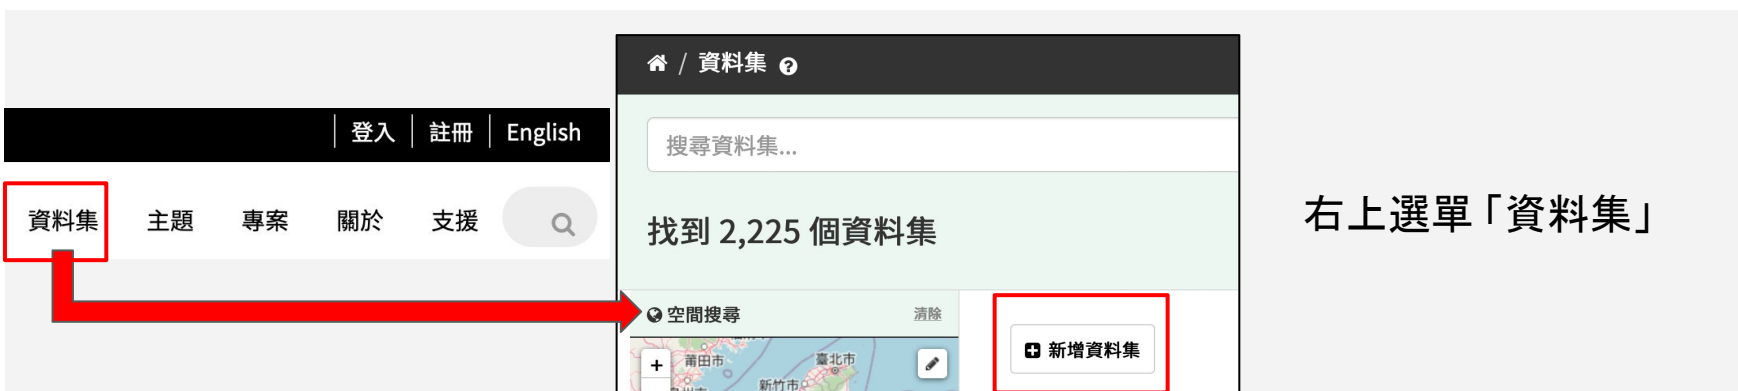 登入 | 註冊 | English
資料集 主題 專案 關於 支援
/ 資料集
搜尋資料集...
找到 2,225 個資料集
空間搜尋 清除
+ 莆田市 臺北市
新竹市
新增資料集
右上選單「資料集」